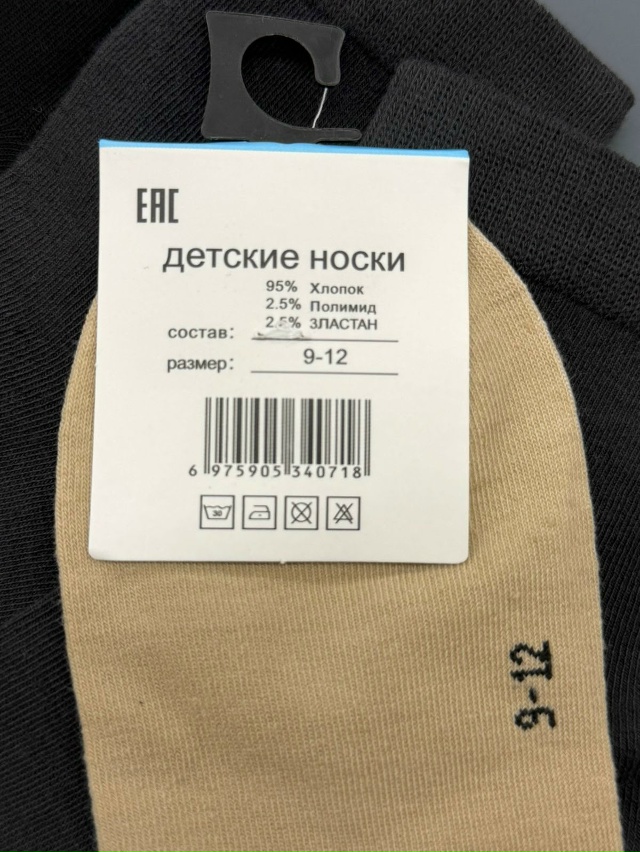 EAC
детские носки
95% Хлопок
2.5% Полимид
2.5% ЗЛАСТАН
состав:
размер: 9-12
6 975905 340718
30
9-12